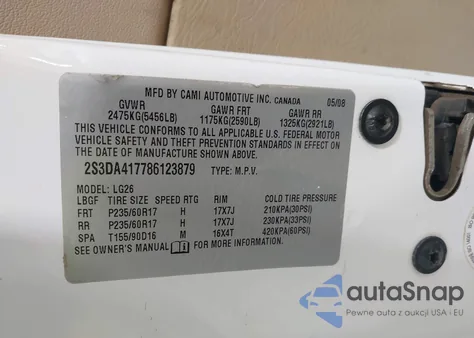 MFD BY CAMI AUTOMOTIVE INC. CANADA 05/08
GVWR GAWR FRT GAWR RR
2475KG(5456LB) 1175KG(2590LB) 1325KG(2921LB)
THIS VEHICLE CONFORMS TO ALL APPLICABLE U.S. FEDERAL MOTOR
VEHICLE SAFETY AND THEFT PREVENTION STANDARDS IN EFFECT ON
THE DATE OF MANUFACTURE SHOWN ABOVE.
2S3DA417786123879 TYPE: M.P.V.
MODEL: LG26
LBGF TIRE SIZE SPEED RTG RIM COLD TIRE PRESSURE
FRT P235/60R17 H 17X7J 210KPA(30PSI)
RR P235/60R17 H 17X7J 230KPA(33PSI)
SPA T155/90D16 M 16X4T 420KPA(60PSI)
SEE OWNER'S MANUAL FOR ADDITIONAL INFORMATION.
autoSnap
Pewne auta z aukcji USA - EU